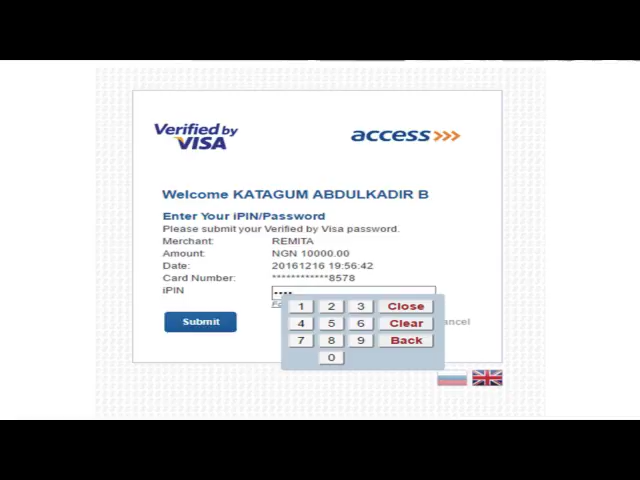 Verified by
VISA
access
Welcome KATAGUM ABDULKADIR B
Enter Your iPIN/Password
Please submit your Verified by Visa password.
Merchant: REMITA
Amount: NGN 10000.00
Date: 20161216 19:56:42
Card Number: ************8578
iPIN ••••
1 2 3 Close
Submit 4 5 6 Clear
7 8 9 Back
0